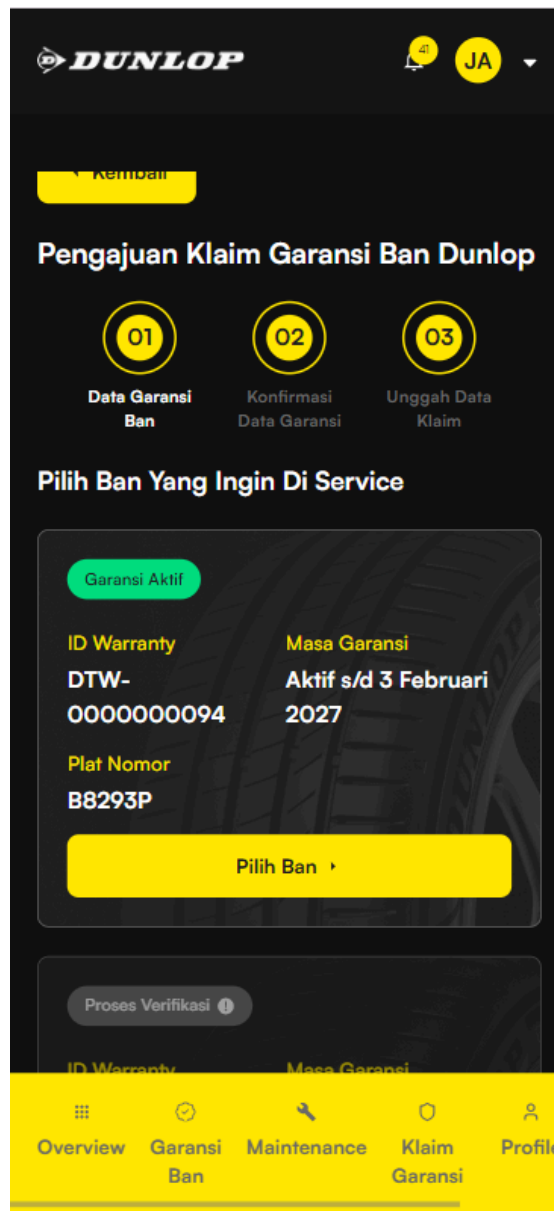 DUNLOP
41
JA
Kembali
Pengajuan Klaim Garansi Ban Dunlop
01
02
03
Data Garansi
Ban
Konfirmasi
Data Garansi
Unggah Data
Klaim
Pilih Ban Yang Ingin Di Service
Garansi Aktif
ID Warranty
Masa Garansi
DTW-
0000000094
Aktif s/d 3 Februari
2027
Plat Nomor
B8293P
Pilih Ban
Proses Verifikasi
ID Warranty
Masa Garansi
Overview
Garansi
Ban
Maintenance
Klaim
Garansi
Profile
DUNLOP
DUNLOP